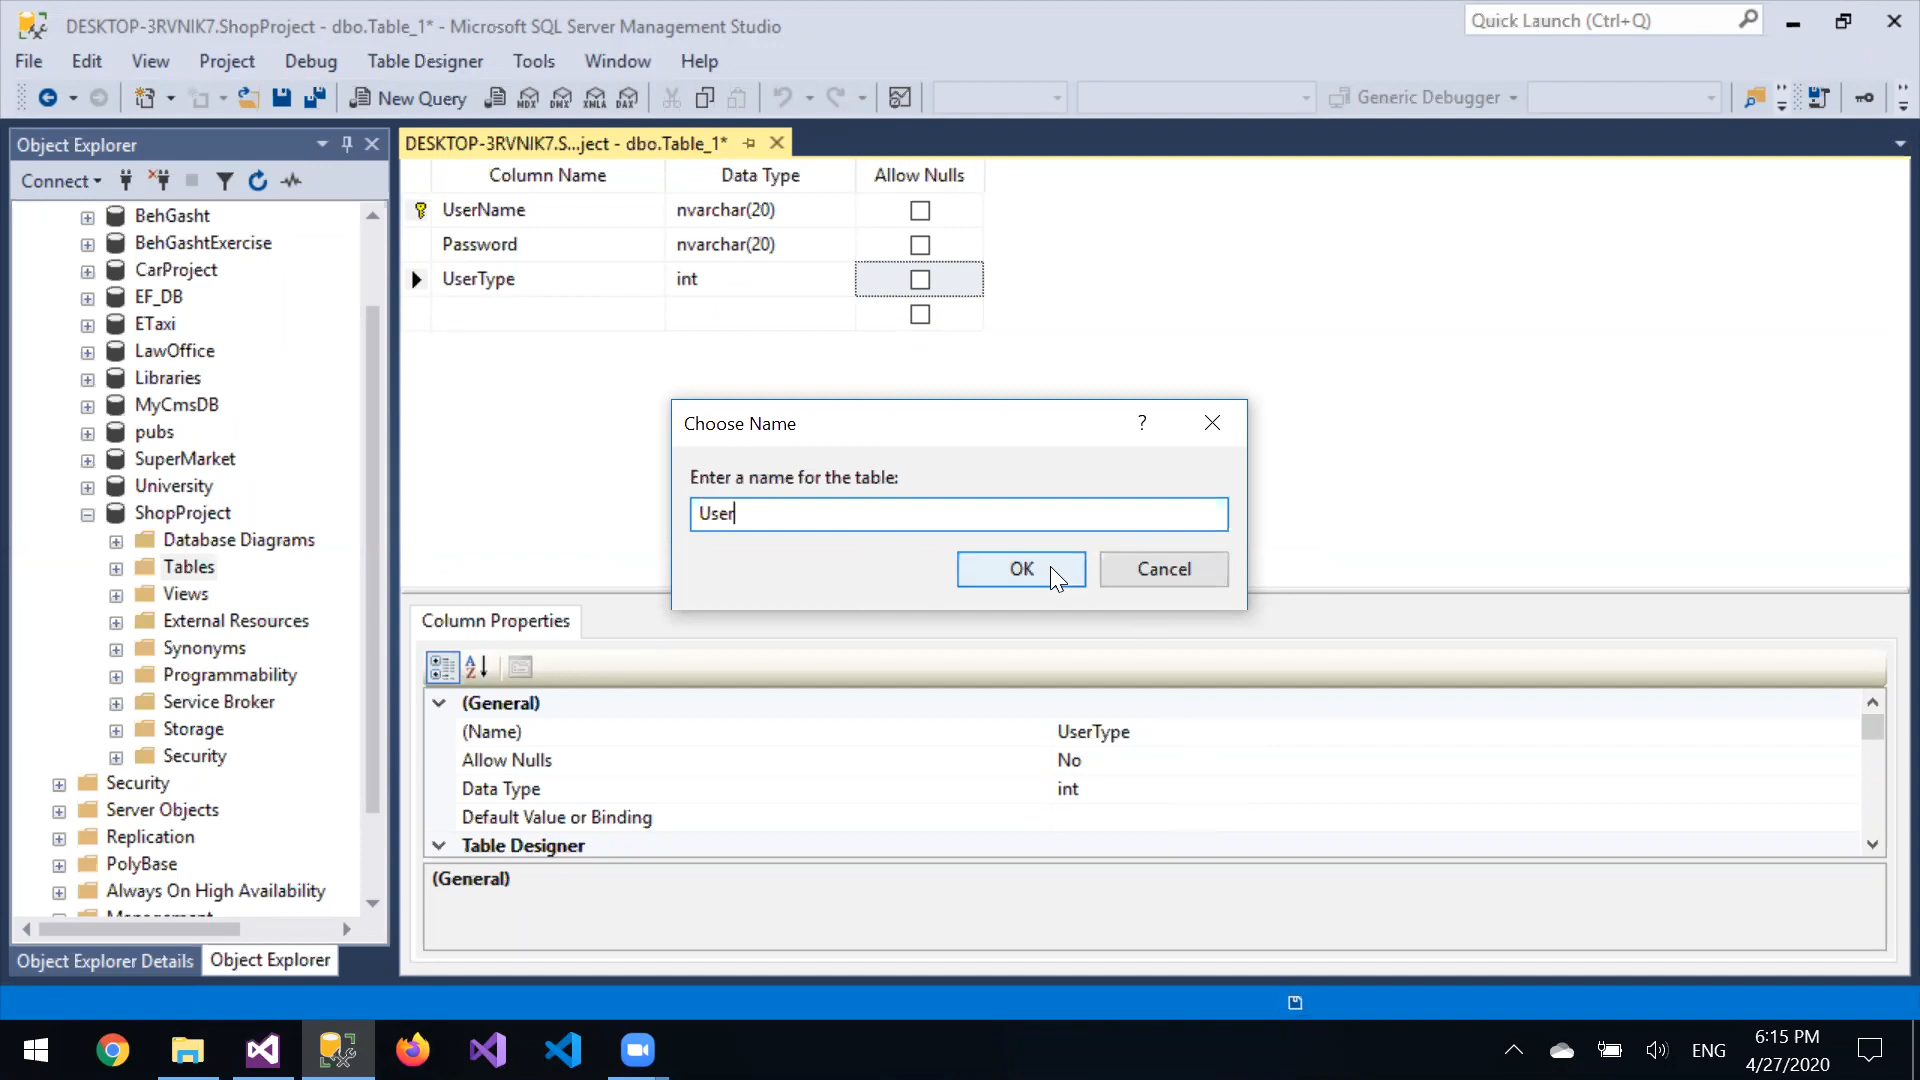 DESKTOP-3RVNIK7.ShopProject - dbo.Table_1* - Microsoft SQL Server Management Studio
Quick Launch (Ctrl+Q)
File Edit View Project Debug Table Designer Tools Window Help
New Query MDX DMX XMLA DAX Generic Debugger
Object Explorer
DESKTOP-3RVNIK7.S...ject - dbo.Table_1*
Connect
Column Name Data Type Allow Nulls
UserName nvarchar(20)
Password nvarchar(20)
UserType int
BehGasht
BehGashtExercise
CarProject
EF_DB
ETaxi
LawOffice
Libraries
MyCmsDB
pubs
SuperMarket
University
ShopProject
Database Diagrams
Tables
Views
External Resources
Synonyms
Programmability
Service Broker
Storage
Security
Security
Server Objects
Replication
PolyBase
Always On High Availability
Management
Choose Name
?
Enter a name for the table:
User
OK Cancel
Column Properties
(General)
(Name) UserType
Allow Nulls No
Data Type int
Default Value or Binding
Table Designer
(General)
Object Explorer Details Object Explorer
ENG
6:15 PM
4/27/2020